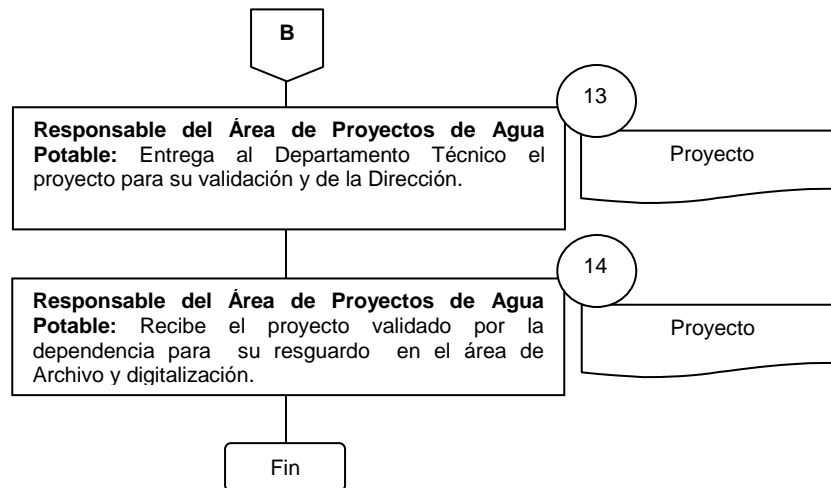 B
13
Responsable del Área de Proyectos de Agua
Potable: Entrega al Departamento Técnico el
proyecto para su validación y de la Dirección.
Proyecto
14
Responsable del Área de Proyectos de Agua
Potable: Recibe el proyecto validado por la
dependencia para su resguardo en el área de
Archivo y digitalización.
Proyecto
Fin